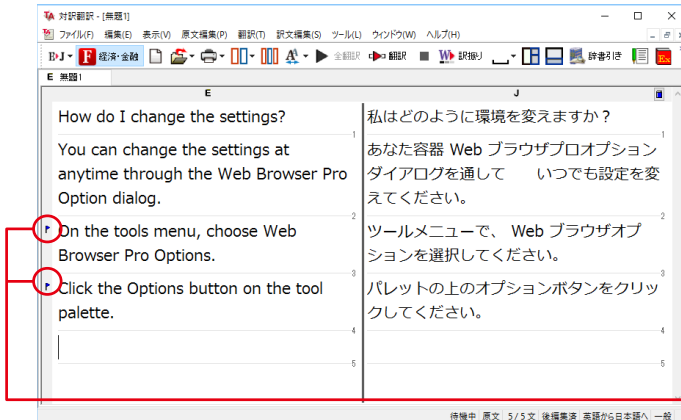 対訳翻訳 - [無題1]
ファイル(F) 編集(E) 表示(V) 原文編集(P) 翻訳(T) 訳文編集(S) ツール(L) ウィンドウ(W) ヘルプ(H)
E›J 経済・金融 全翻訳 翻訳 訳振り 辞書引き
E 無題1
E J
How do I change the settings?
1
You can change the settings at
anytime through the Web Browser Pro
Option dialog.
2
On the tools menu, choose Web
Browser Pro Options.
3
Click the Options button on the tool
palette.
4
5
私はどのように環境を変えますか？
1
あなた容器 Web ブラウザプロオプション
ダイアログを通して いつでも設定を変
えてください。
2
ツールメニューで、 Web ブラウザオプ
ションを選択してください。
3
パレットの上のオプションボタンをクリッ
クしてください。
4
5
待機中 原文 5/5文 後編集済 英語から日本語へ 一般